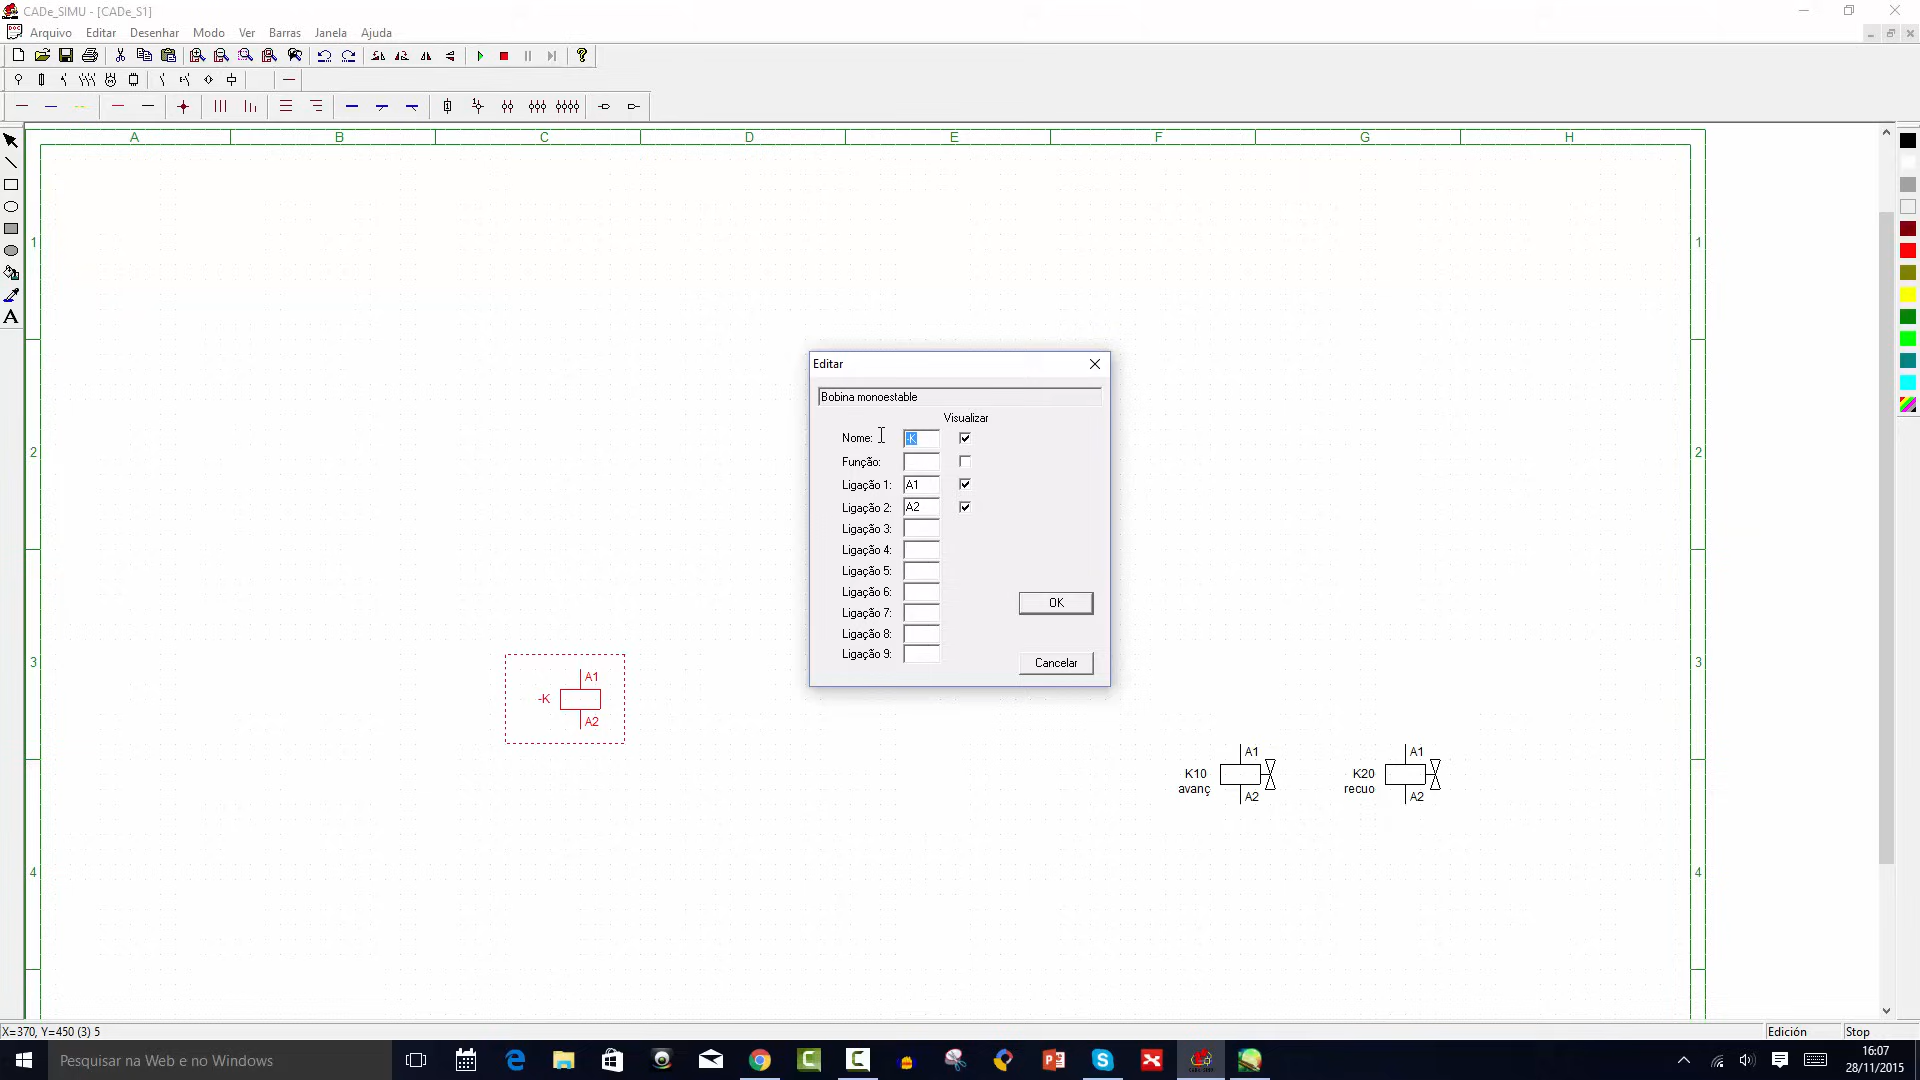 CADe_SIMU - [CADe_S1]
Arquivo Editar Desenhar Modo Ver Barras Janela Ajuda
A B C D E F G H
1 1
Editar
Bobina monoestable
Visualizar
Nome: -K
2 2
Função:
Ligação 1: A1
Ligação 2: A2
Ligação 3:
Ligação 4:
Ligação 5:
Ligação 6:
OK
Ligação 7:
Ligação 8:
Ligação 9:
Cancelar
3 3
A1
-K
A2
A1 A1
K10 K20
avanç recuo
A2 A2
4 4
X=370, Y=450 (3) 5
Edición Stop
Pesquisar na Web e no Windows
16:07
28/11/2015